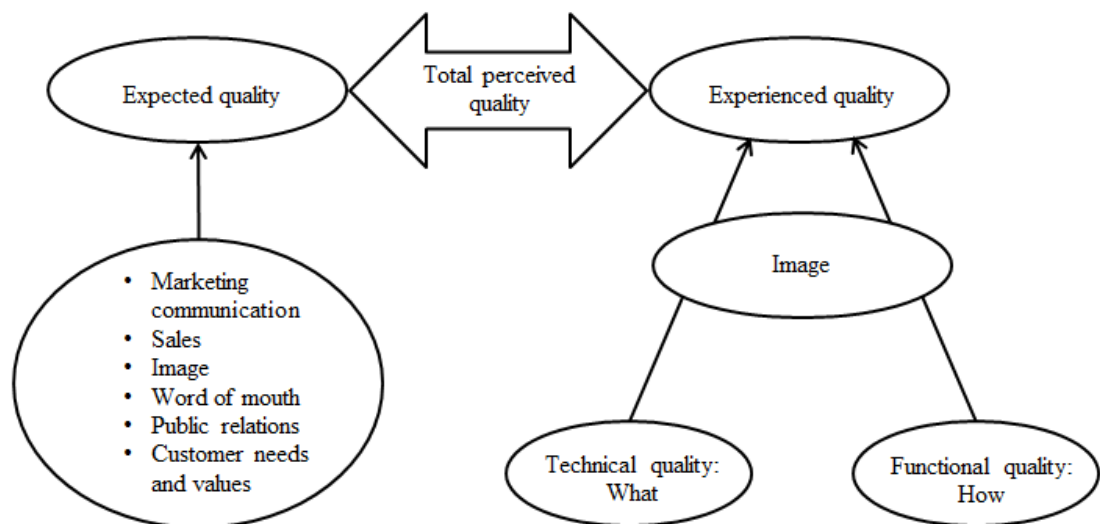 Expected quality
Total perceived
quality
Experienced quality
• Marketing
communication
• Sales
• Image
• Word of mouth
• Public relations
• Customer needs
and values
Image
Technical quality:
What
Functional quality:
How